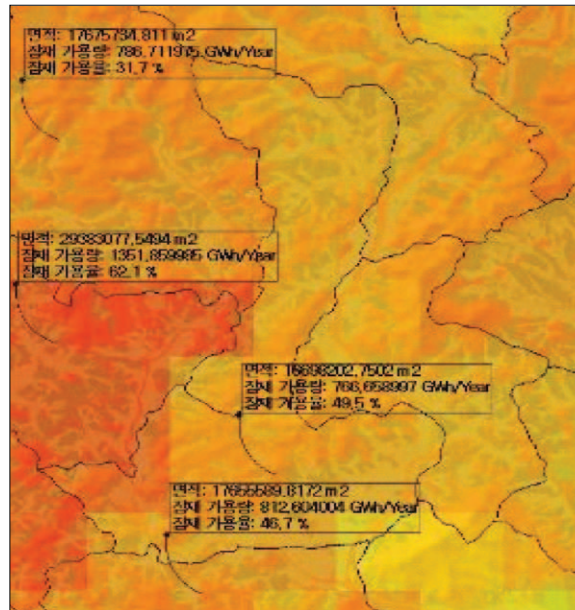 면적: 17675734.811 m2
잠재 가용량: 786.711975 GWh/Year
잠재 가용률: 31.7 %
면적: 29383077.5494 m2
잠재 가용량: 1351.859985 GWh/Year
잠재 가용률: 62.1 %
면적: 16698202.7502 m2
잠재 가용량: 766.658997 GWh/Year
잠재 가용률: 49.5 %
면적: 17655589.8172 m2
잠재 가용량: 812.604004 GWh/Year
잠재 가용률: 46.7 %